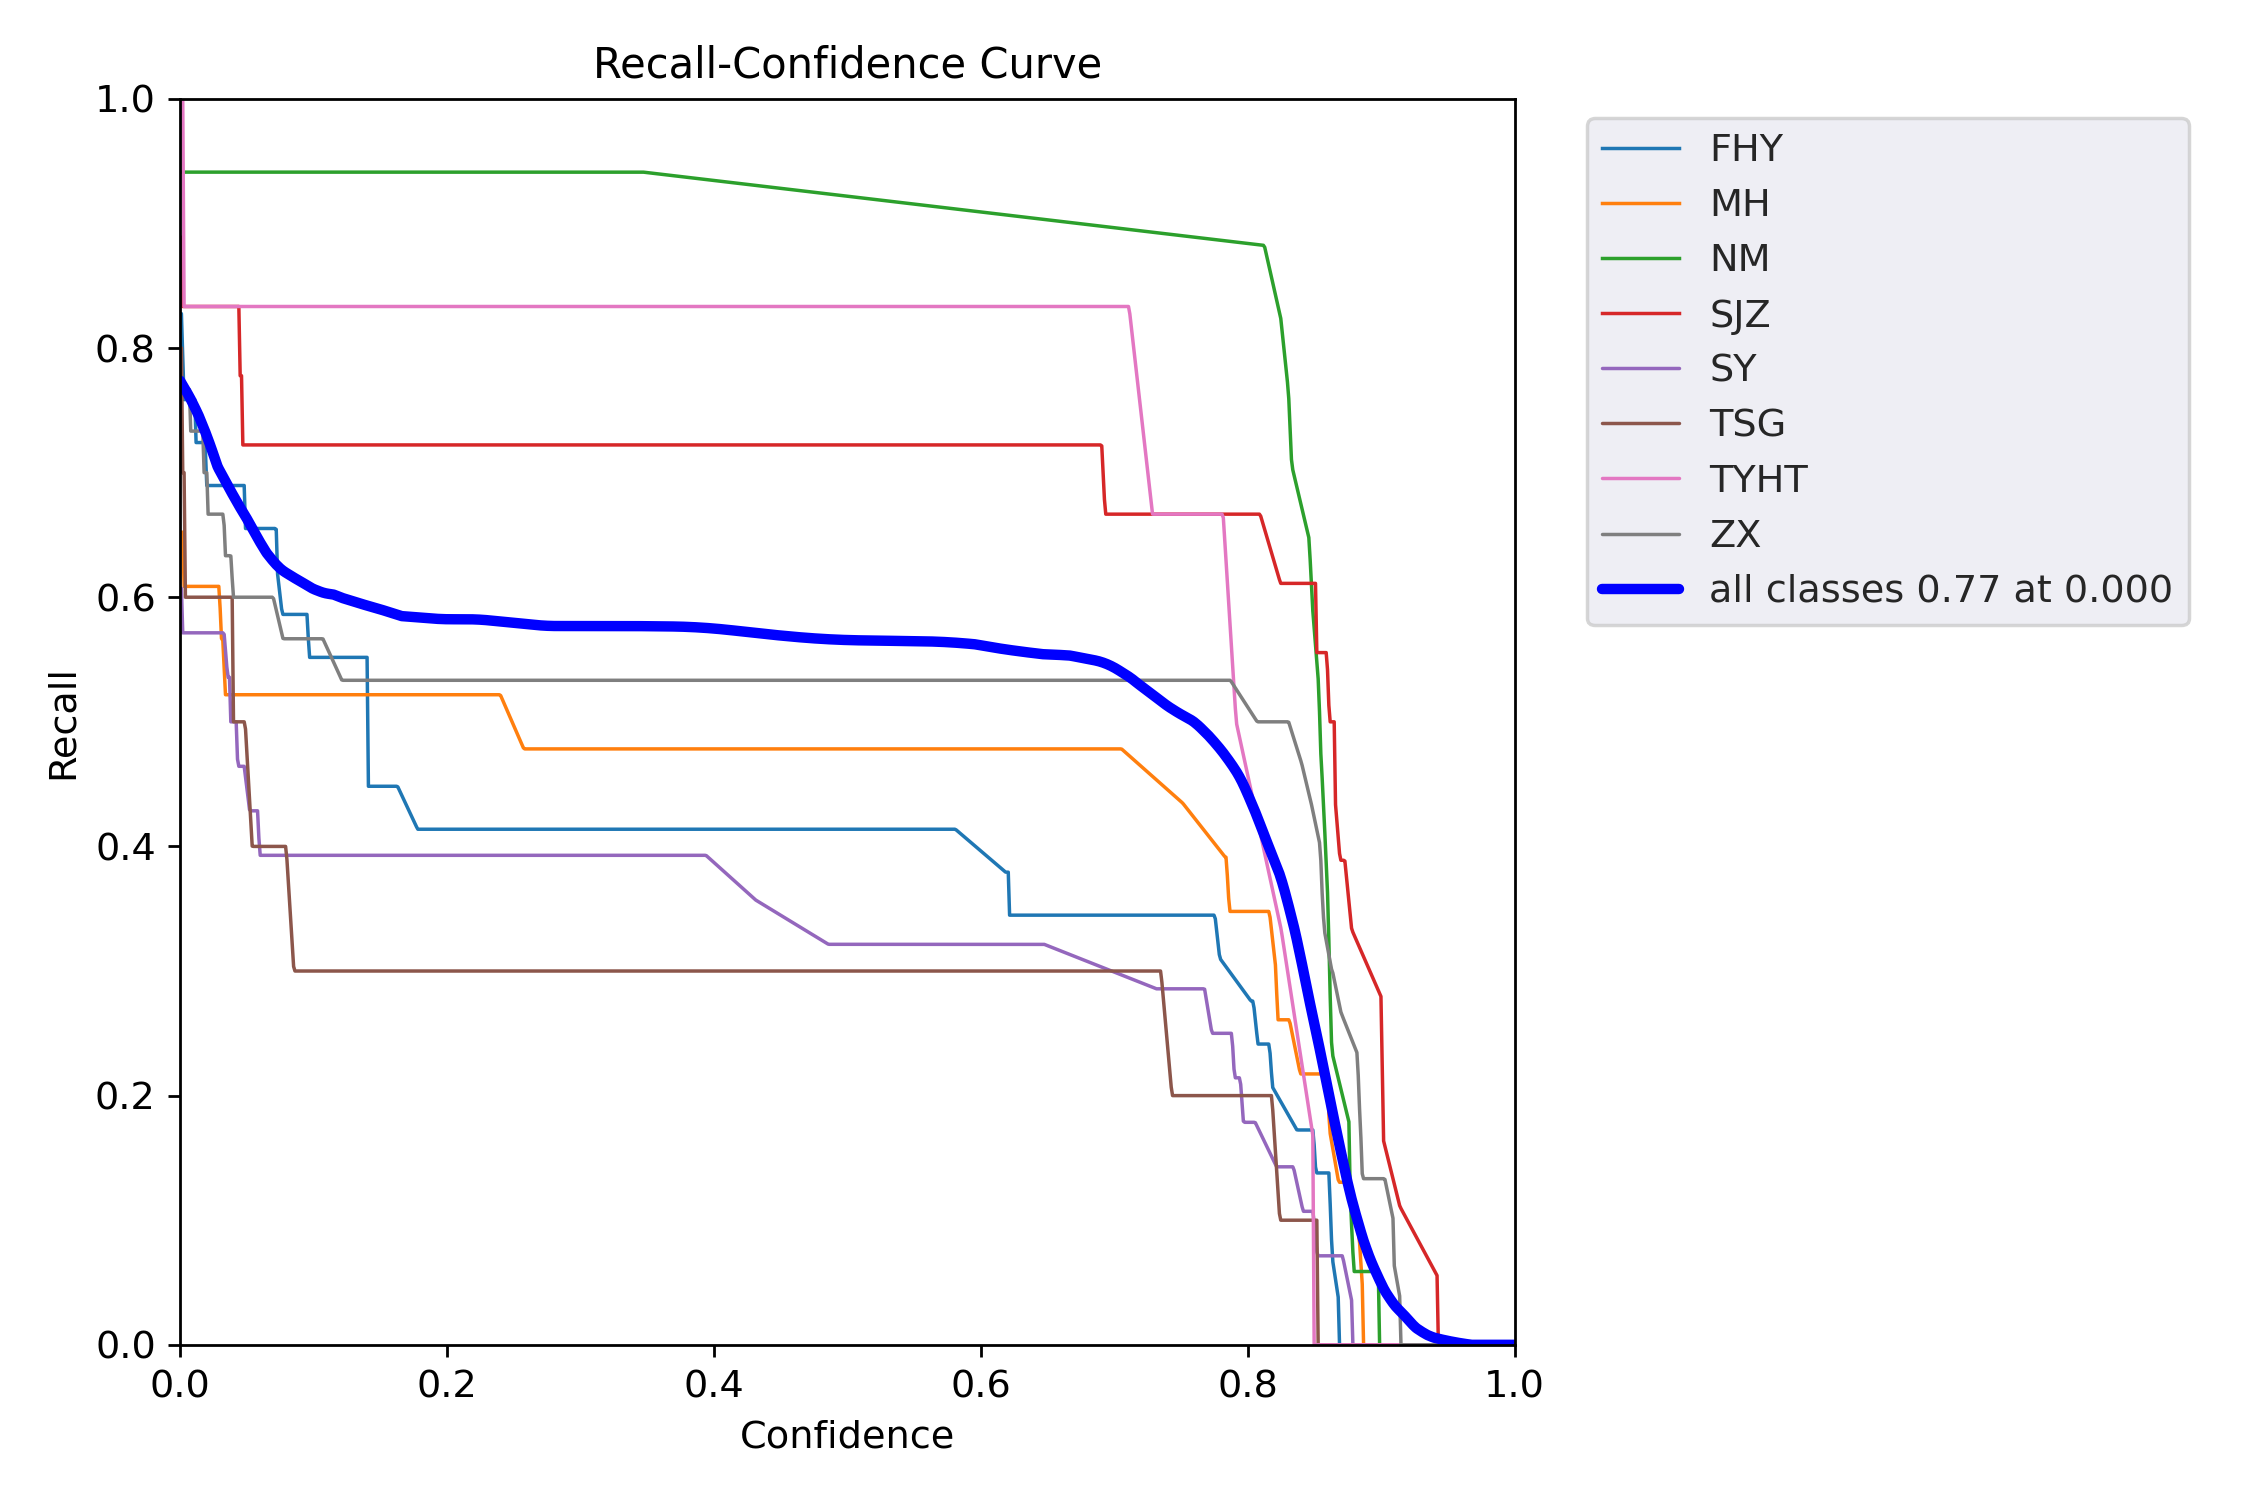 Recall-Confidence Curve
1.0
0.8
0.6
0.4
0.2
0.0
Recall
0.0 0.2 0.4 0.6 0.8 1.0
Confidence
FHY
MH
NM
SJZ
SY
TSG
TYHT
ZX
all classes 0.77 at 0.000